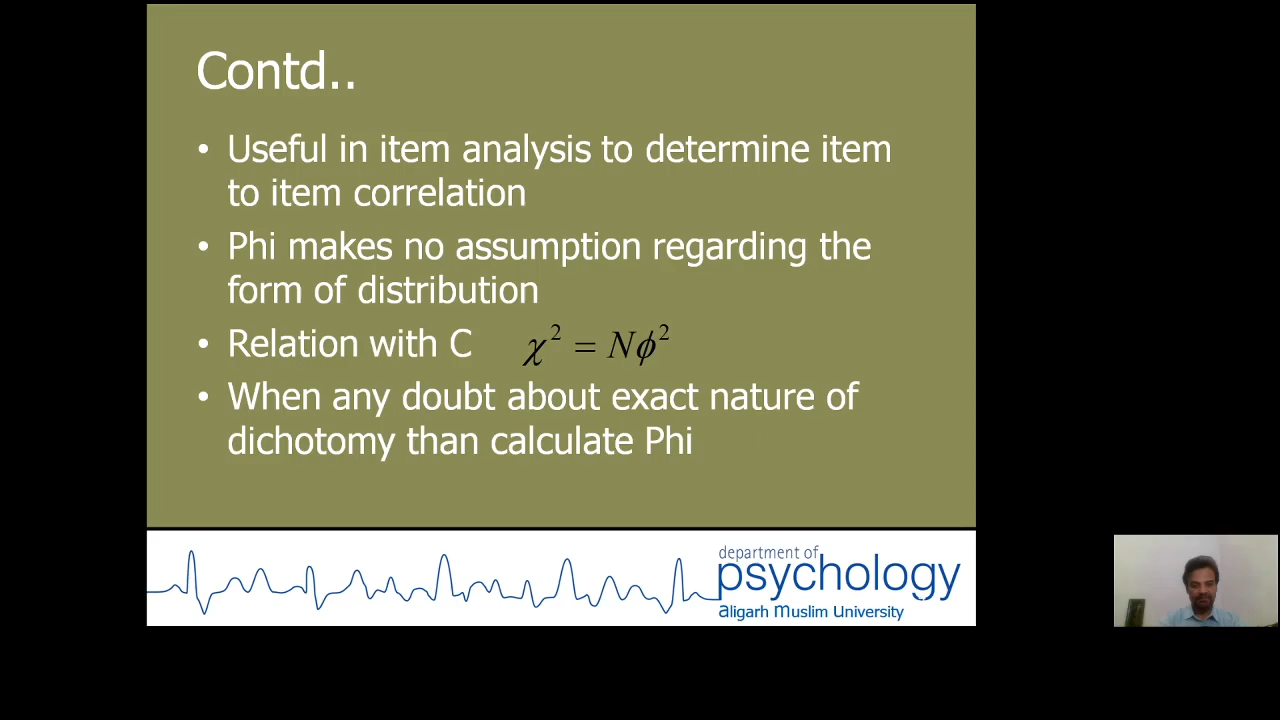 Contd..
• Useful in item analysis to determine item
to item correlation
• Phi makes no assumption regarding the
form of distribution
• Relation with C χ² = Nϕ²
• When any doubt about exact nature of
dichotomy than calculate Phi
department of
psychology
aligarh Muslim University